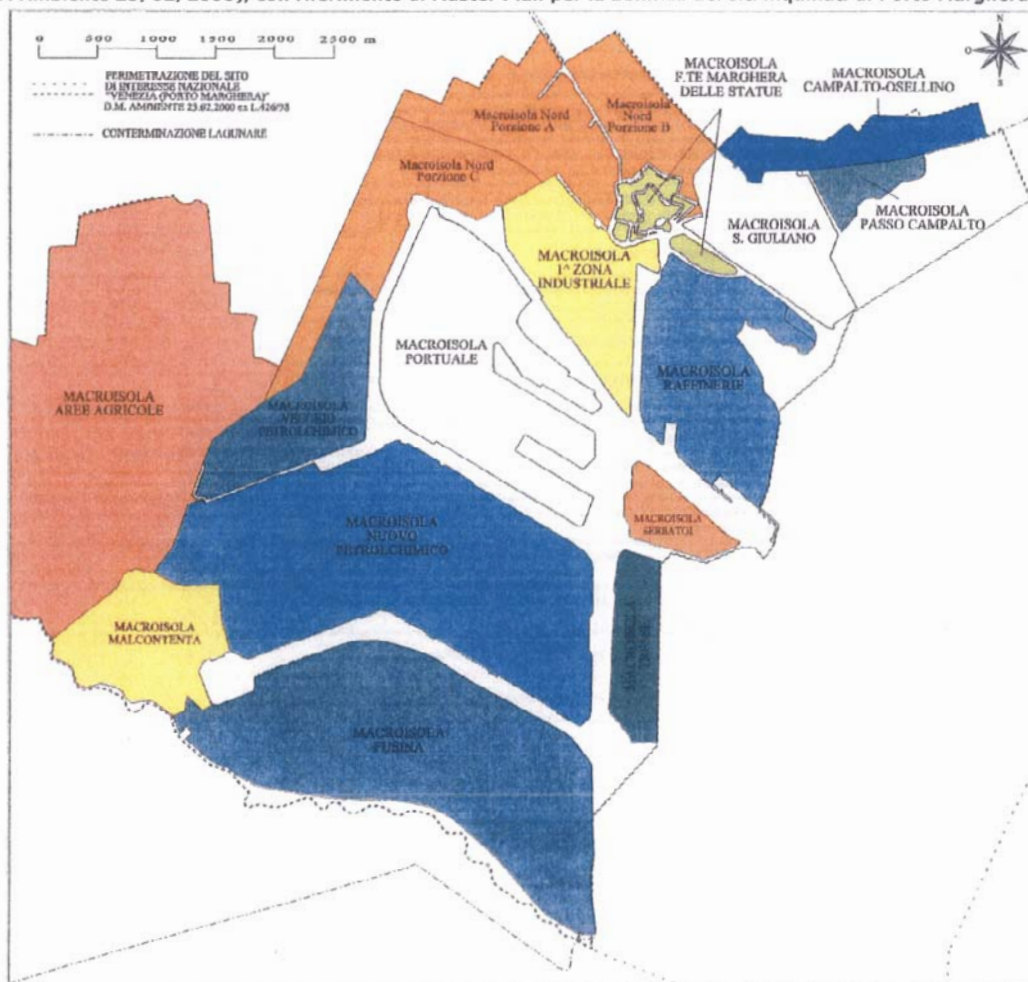 0 500 1000 1500 2000 2500 m
PERIMETRAZIONE DEL SITO
DI INTERESSE NAZIONALE
"VENEZIA (PORTO MARGHERA)"
D.M. AMBIENTE 23.02.2000 ex L.426/98
CONTERMINAZIONE LAGUNARE
O
S
MACROISOLA
F.TE MARGHERA
DELLE STATUE
MACROISOLA
CAMPALTO-OSELLINO
Macroisola Nord
Porzione A
Macroisola
Nord
Porzione B
Macroisola Nord
Porzione C
MACROISOLA
PASSO CAMPALTO
MACROISOLA
S. GIULIANO
MACROISOLA
1^ ZONA
INDUSTRIALE
MACROISOLA
PORTUALE
MACROISOLA
RAFFINERIE
MACROISOLA
AREE AGRICOLE
MACROISOLA
VECCHIO
PETROLCHIMICO
MACROISOLA
SERBATOI
MACROISOLA
NUOVO
PETROLCHIMICO
MACROISOLA
MALCONTENTA
MACROISOLA
MACROISOLA
FUSINA